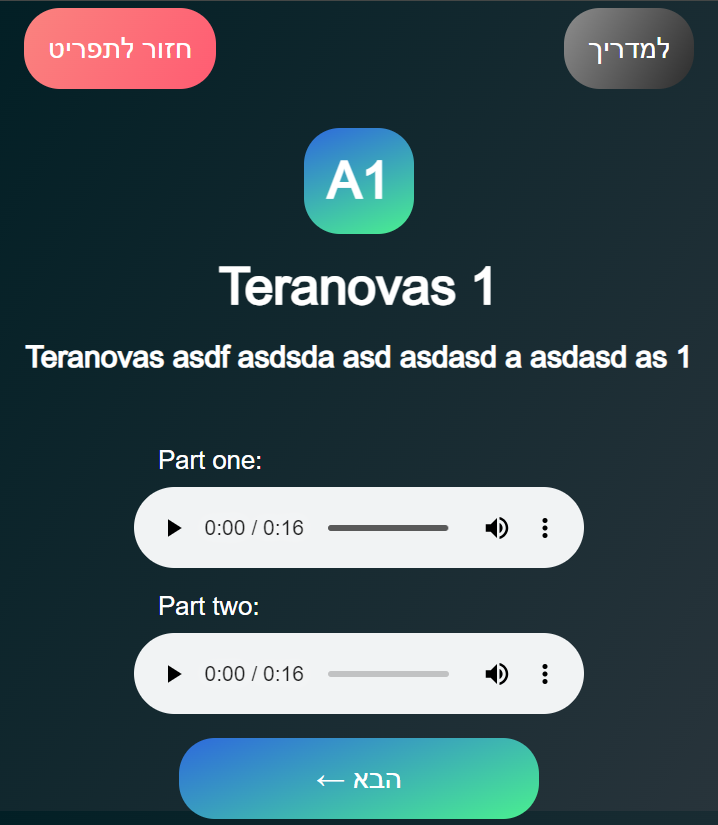 חזור לתפריט
למדריך
A1
Teranovas 1
Teranovas asdf asdsda asd asdasd a asdasd as 1
Part one:
0:00 / 0:16
Part two:
0:00 / 0:16
הבא ←